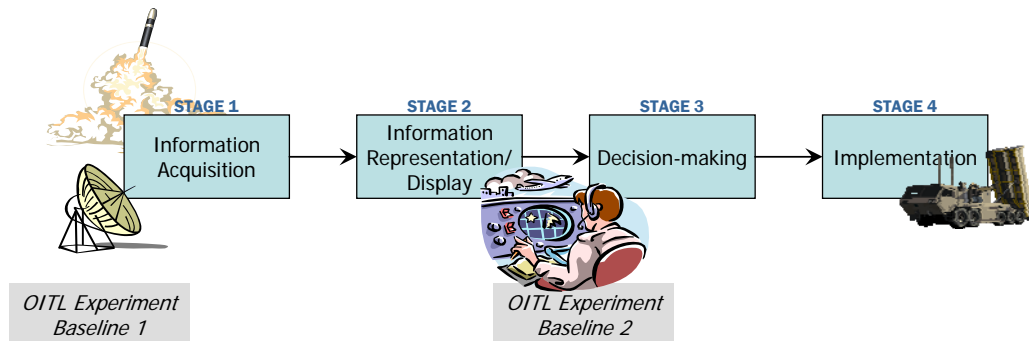 STAGE 1
STAGE 2
STAGE 3
STAGE 4
Information
Acquisition
Information
Representation/
Display
Decision-making
Implementation
OITL Experiment
Baseline 1
OITL Experiment
Baseline 2